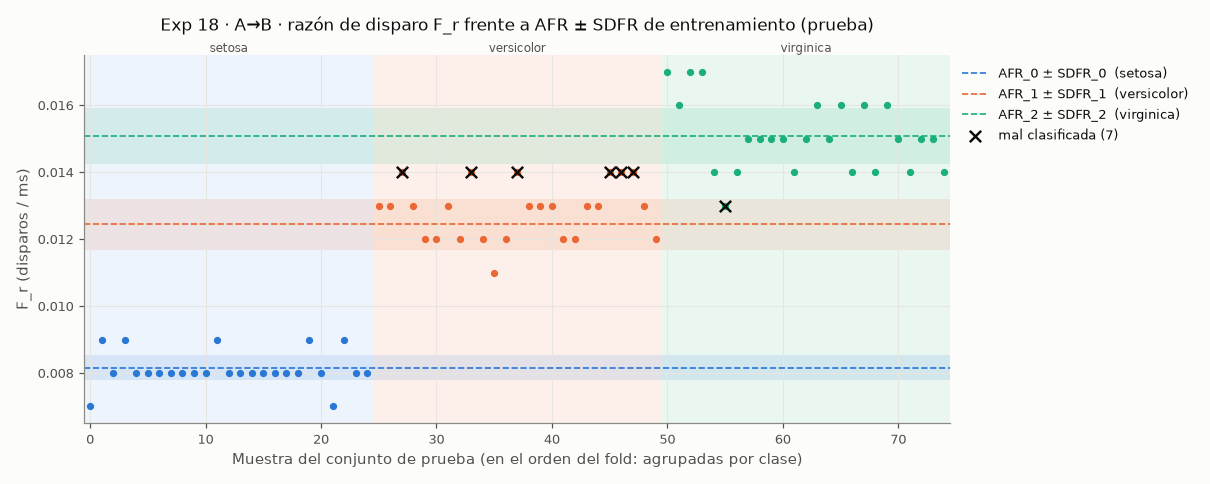 Exp 18 · A→B · razón de disparo F_r frente a AFR ± SDFR de entrenamiento (prueba)
setosa
versicolor
virginica
AFR_0 ± SDFR_0 (setosa)
AFR_1 ± SDFR_1 (versicolor)
AFR_2 ± SDFR_2 (virginica)
mal clasificada (7)
F_r (disparos / ms)
0.016
0.014
0.012
0.010
0.008
0
10
20
30
40
50
60
70
Muestra del conjunto de prueba (en el orden del fold: agrupadas por clase)